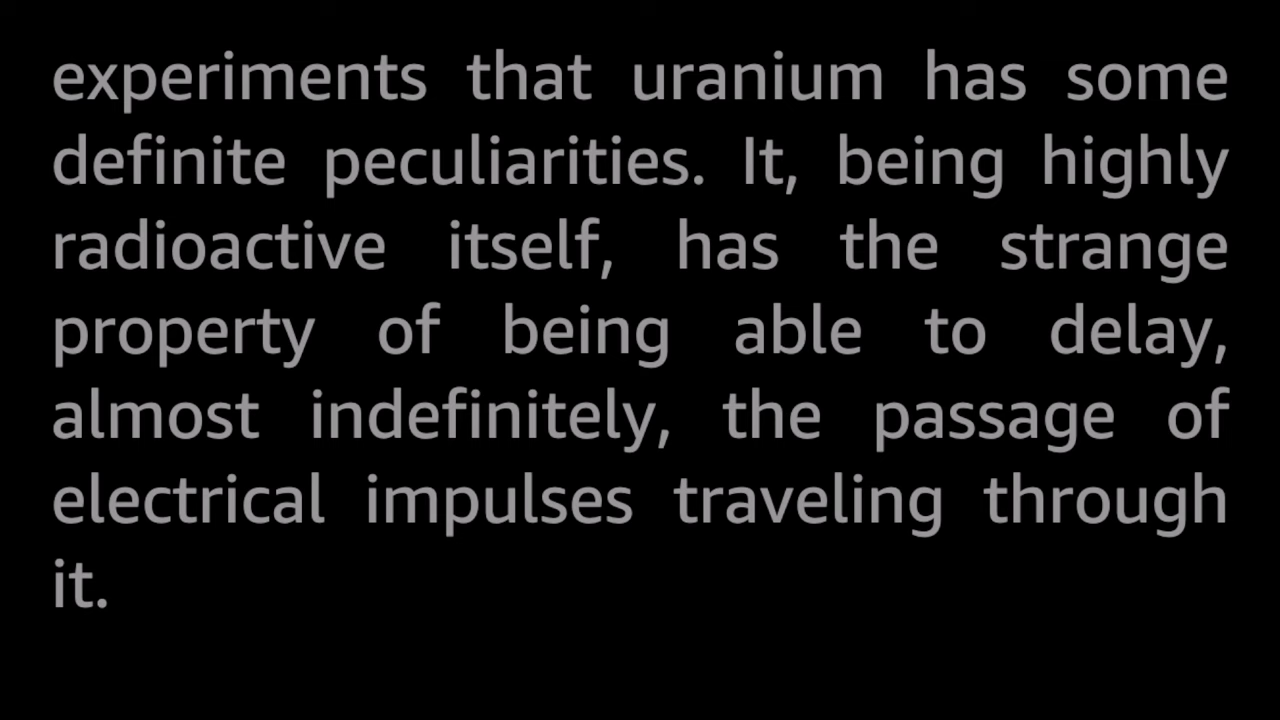 experiments that uranium has some
definite peculiarities. It, being highly
radioactive itself, has the strange
property of being able to delay,
almost indefinitely, the passage of
electrical impulses traveling through
it.